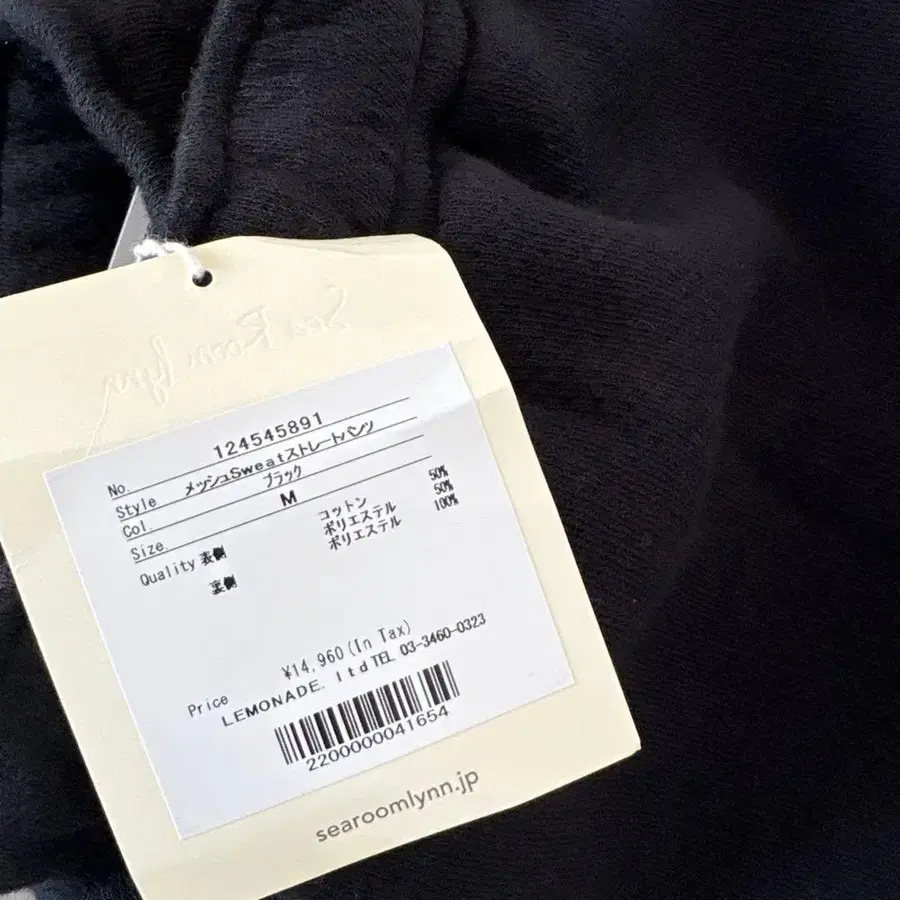 Sea Room lynn
No. 124545891
Style メッシュSweatストレートパンツ
Col. ブラック
Size. M
Quality 表側 コットン 50%
ポリエステル 50%
裏側 ポリエステル 100%
Price ¥14,960(In Tax)
LEMONADE. ltd TEL 03-3460-0323
2200000041654
searoomlynn.jp